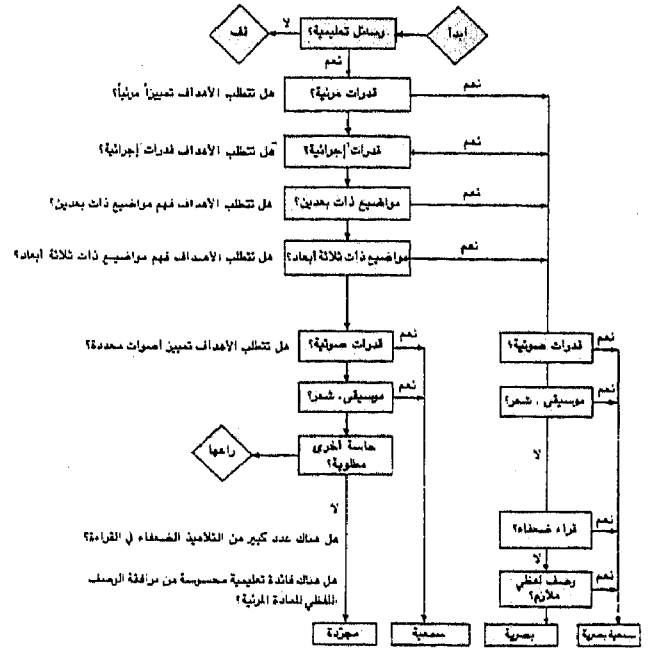 ابدأ
وسائل تعليمية؟
لا
قف
نعم
هل تتطلب الأهداف تمييزاً مرئياً؟
قدرات مرئية؟
نعم
هل تتطلب الأهداف قدرات إجرائية؟
قدرات إجرائية؟
نعم
هل تتطلب الأهداف فهم مواضيع ذات بعدين؟
مواضيع ذات بعدين؟
نعم
هل تتطلب الأهداف فهم مواضيع ذات ثلاثة أبعاد؟
مواضيع ذات ثلاثة أبعاد؟
نعم
هل تتطلب الأهداف تمييز أصوات محددة؟
قدرات صوتية؟
نعم
قدرات صوتية؟
نعم
موسيقى، شعر؟
نعم
موسيقى، شعر؟
نعم
حاسة أخرى
مطلوبة؟
راعها
لا
لا
هل هناك عدد كبير من التلاميذ الضعفاء في القراءة؟
قراء ضعفاء؟
نعم
لا
هل هناك فائدة تعليمية محسوسة من مرافقة الوصف
اللفظي للمادة المرئية؟
وصف لفظي
ملازم؟
نعم
مجردة
سمعية
بصرية
سمعية بصرية